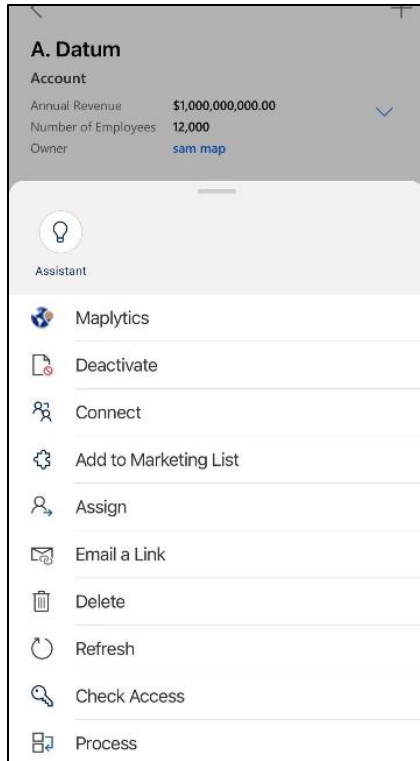 A. Datum
Account
Annual Revenue $1,000,000,000.00
Number of Employees 12,000
Owner sam map
Assistant
Maplytics
Deactivate
Connect
Add to Marketing List
Assign
Email a Link
Delete
Refresh
Check Access
Process